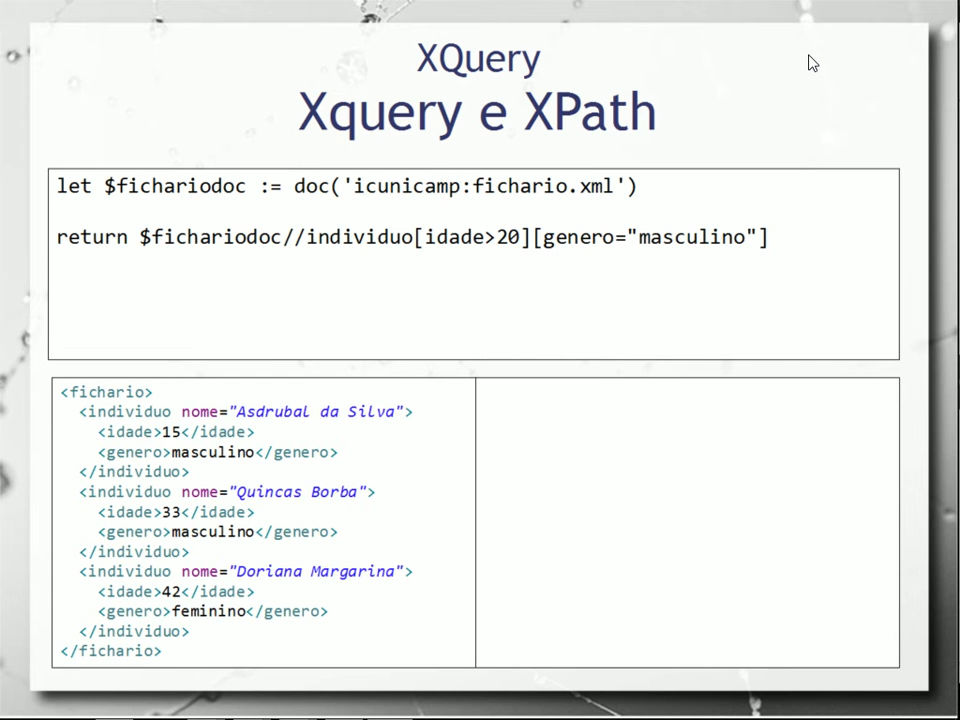 XQuery
Xquery e XPath
let $fichariodoc := doc('icunicamp:fichario.xml')
return $fichariodoc//individuo[idade>20][genero="masculino"]
<fichario>
<individuo nome="Asdrubal da Silva">
<idade>15</idade>
<genero>masculino</genero>
</individuo>
<individuo nome="Quincas Borba">
<idade>33</idade>
<genero>masculino</genero>
</individuo>
<individuo nome="Doriana Margarina">
<idade>42</idade>
<genero>feminino</genero>
</individuo>
</fichario>